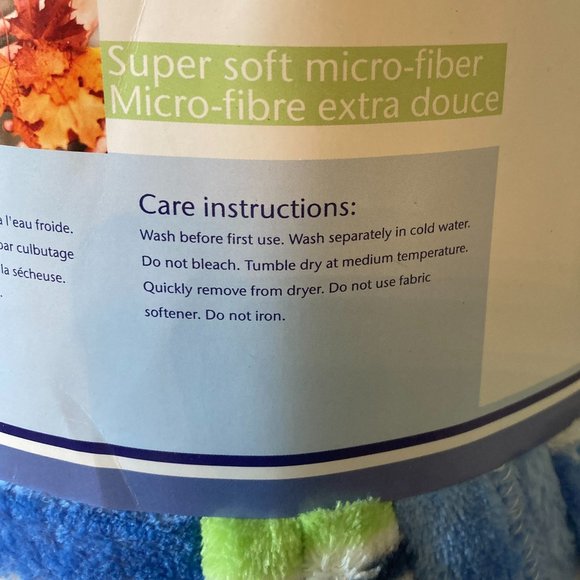 Super soft micro-fiber
Micro-fibre extra douce
l'eau froide.
par culbutage
la sécheuse.
Care instructions:
Wash before first use. Wash separately in cold water.
Do not bleach. Tumble dry at medium temperature.
Quickly remove from dryer. Do not use fabric
softener. Do not iron.